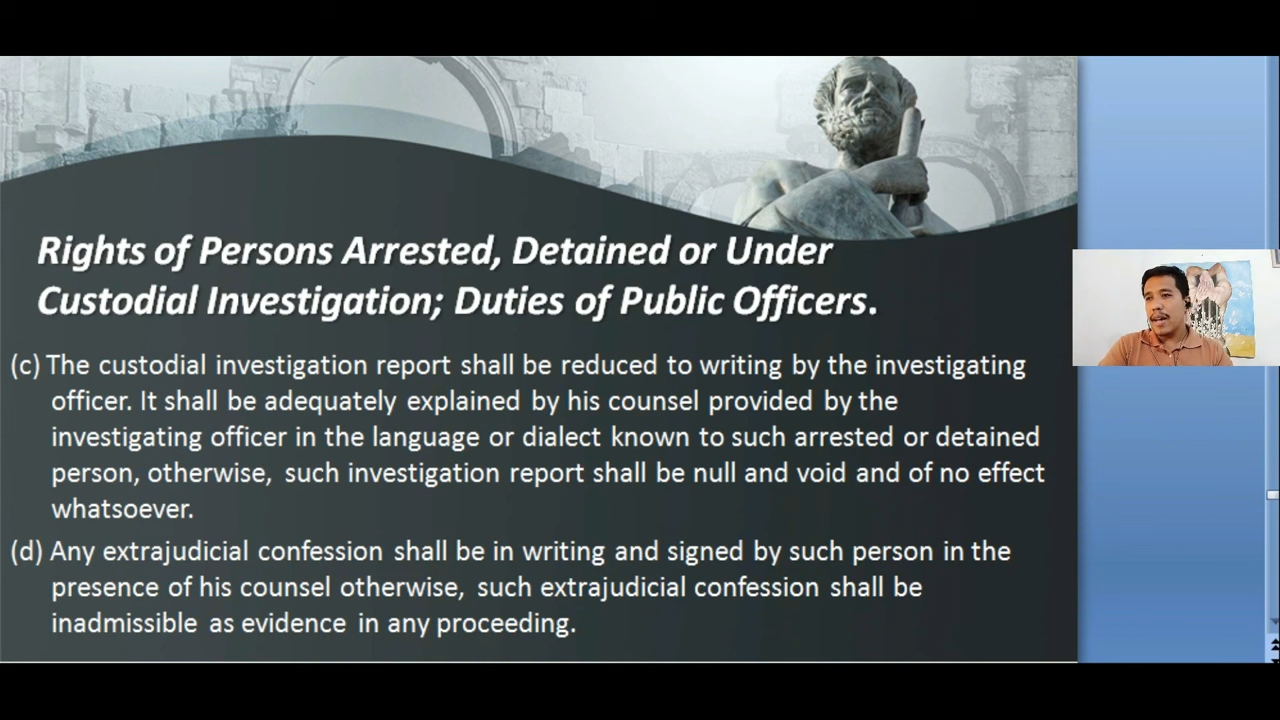 Rights of Persons Arrested, Detained or Under
Custodial Investigation; Duties of Public Officers.
(c) The custodial investigation report shall be reduced to writing by the investigating
officer. It shall be adequately explained by his counsel provided by the
investigating officer in the language or dialect known to such arrested or detained
person, otherwise, such investigation report shall be null and void and of no effect
whatsoever.
(d) Any extrajudicial confession shall be in writing and signed by such person in the
presence of his counsel otherwise, such extrajudicial confession shall be
inadmissible as evidence in any proceeding.